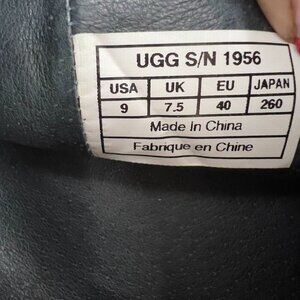 UGG S/N 1956
USA UK EU JAPAN
9 7.5 40 260
Made in China
Fabrique en Chine